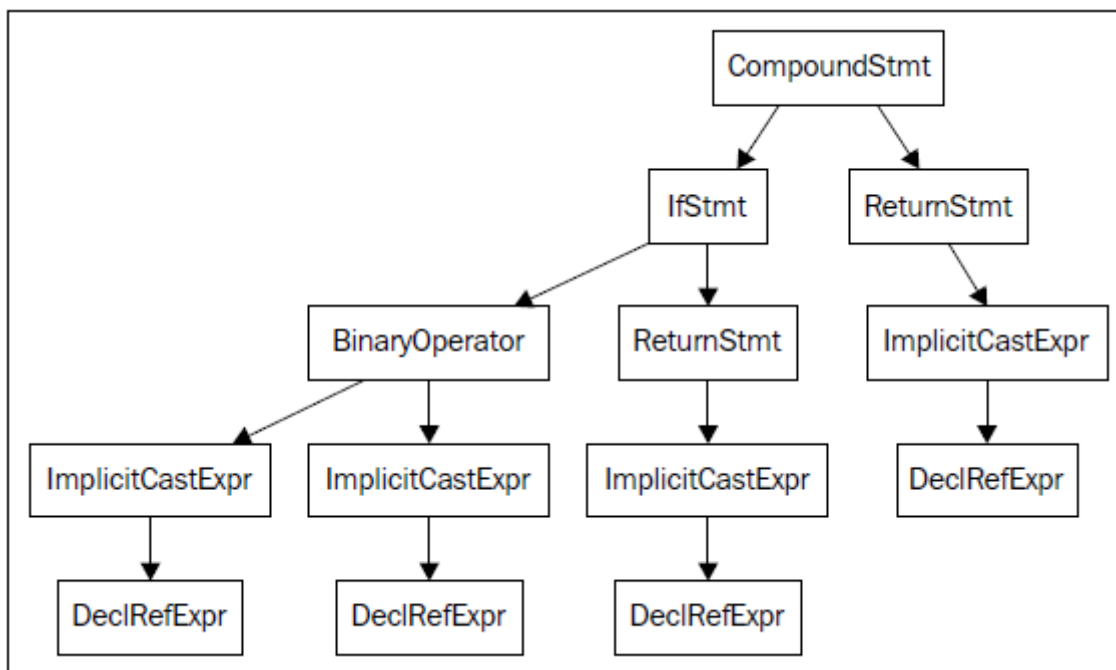 CompoundStmt
IfStmt
ReturnStmt
BinaryOperator
ReturnStmt
ImplicitCastExpr
ImplicitCastExpr
ImplicitCastExpr
ImplicitCastExpr
DeclRefExpr
DeclRefExpr
DeclRefExpr
DeclRefExpr